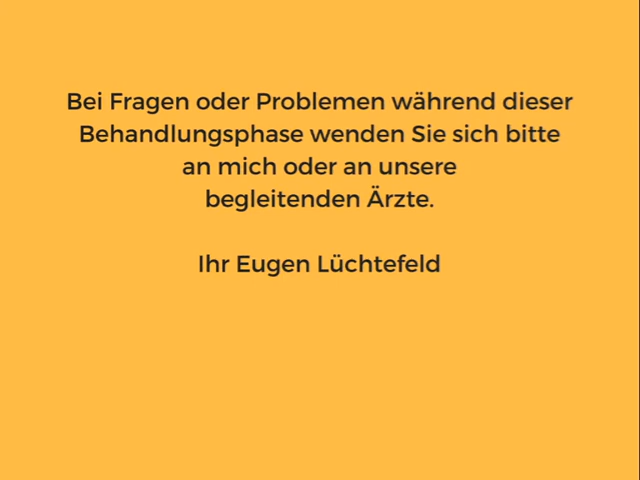 Bei Fragen oder Problemen während dieser
Behandlungsphase wenden Sie sich bitte
an mich oder an unsere
begleitenden Ärzte.
Ihr Eugen Lüchtefeld